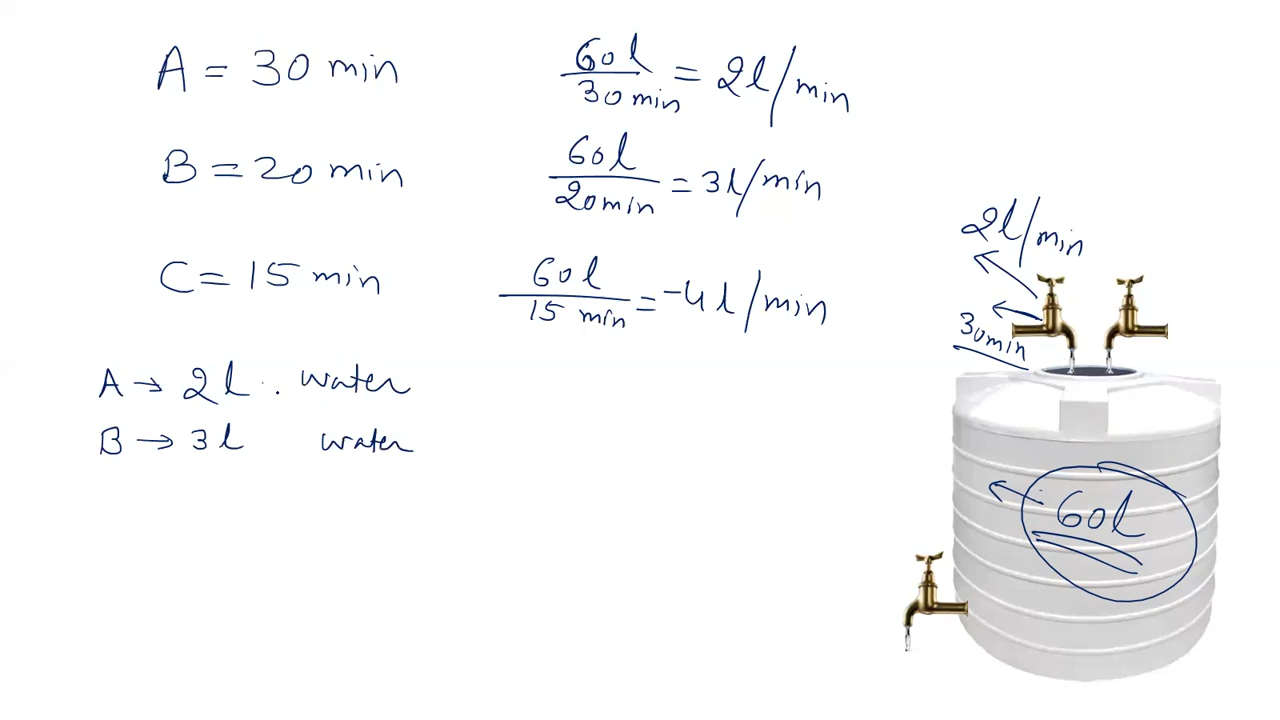 A = 30 min
60l
30 min = 2l/min
B = 20 min
60l
20min = 3l/min
C = 15 min
60l
15 min = -4l/min
A → 2l . water
B → 3l water
2l/min
30min
60l